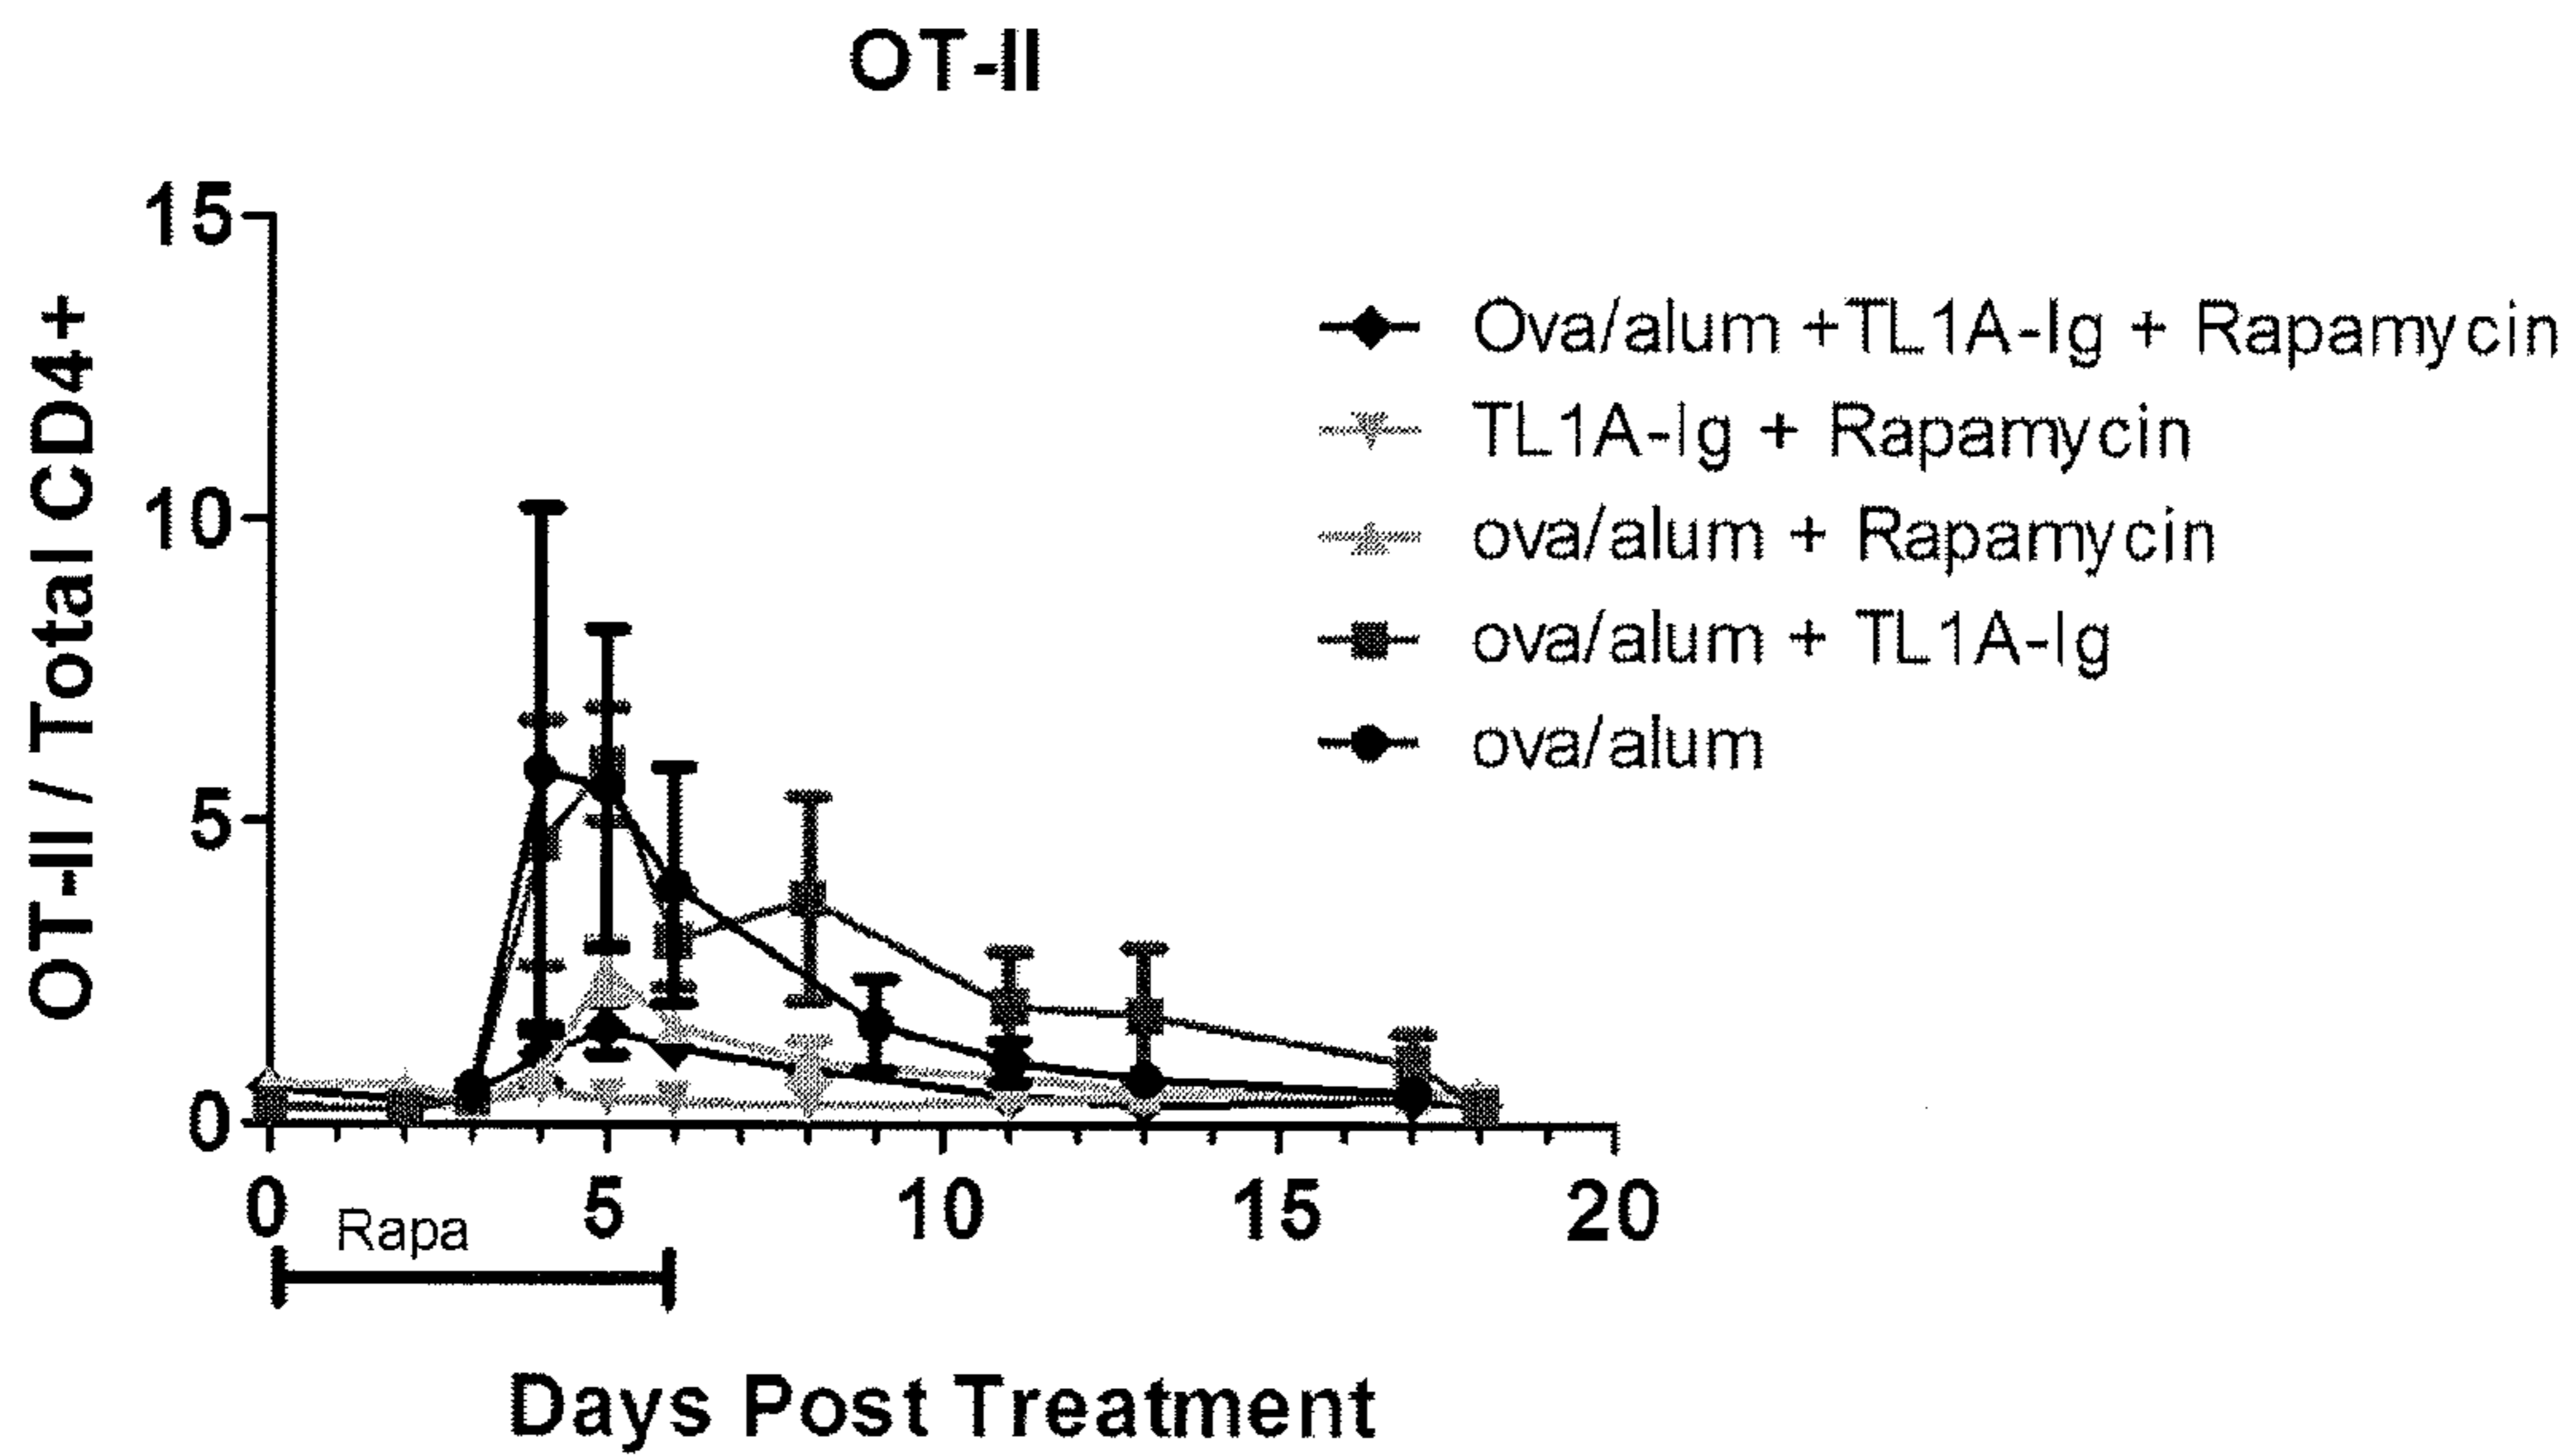 OT-II
15
10
5
0
OT-II / Total CD4+
Ova/alum +TL1A-Ig + Rapamycin
TL1A-Ig + Rapamycin
ova/alum + Rapamycin
ova/alum + TL1A-Ig
ova/alum
0 5 10 15 20
Rapa
Days Post Treatment